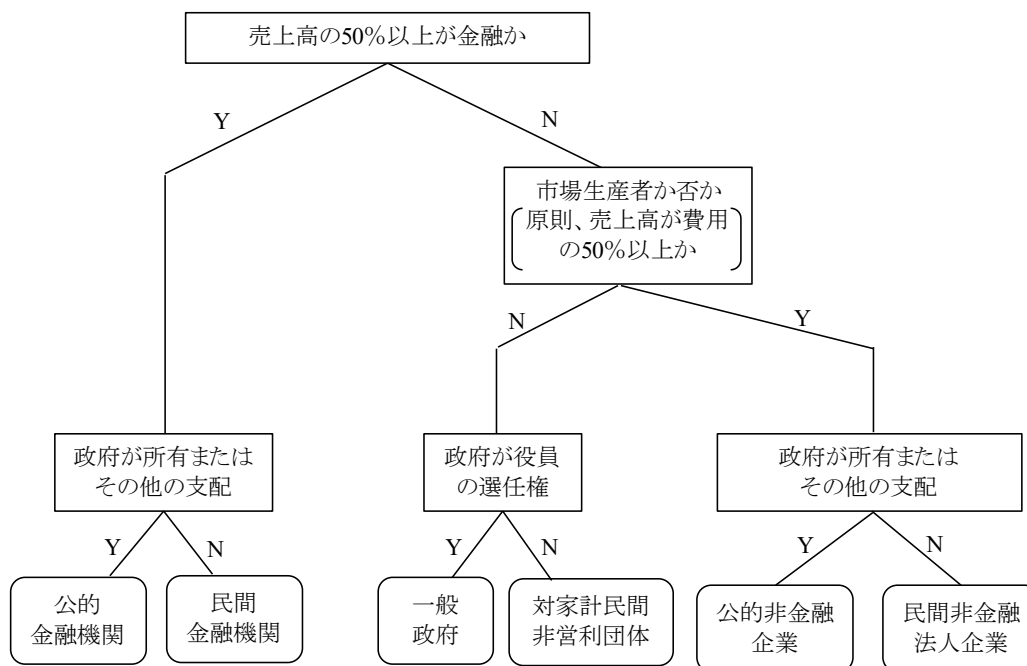 売上高の50%以上が金融か
Y
N
市場生産者か否か
原則、売上高が費用
の50%以上か
N
Y
政府が所有または
その他の支配
政府が役員
の選任権
政府が所有または
その他の支配
Y
N
Y
N
Y
N
公的
金融機関
民間
金融機関
一般
政府
対家計民間
非営利団体
公的非金融
企業
民間非金融
法人企業